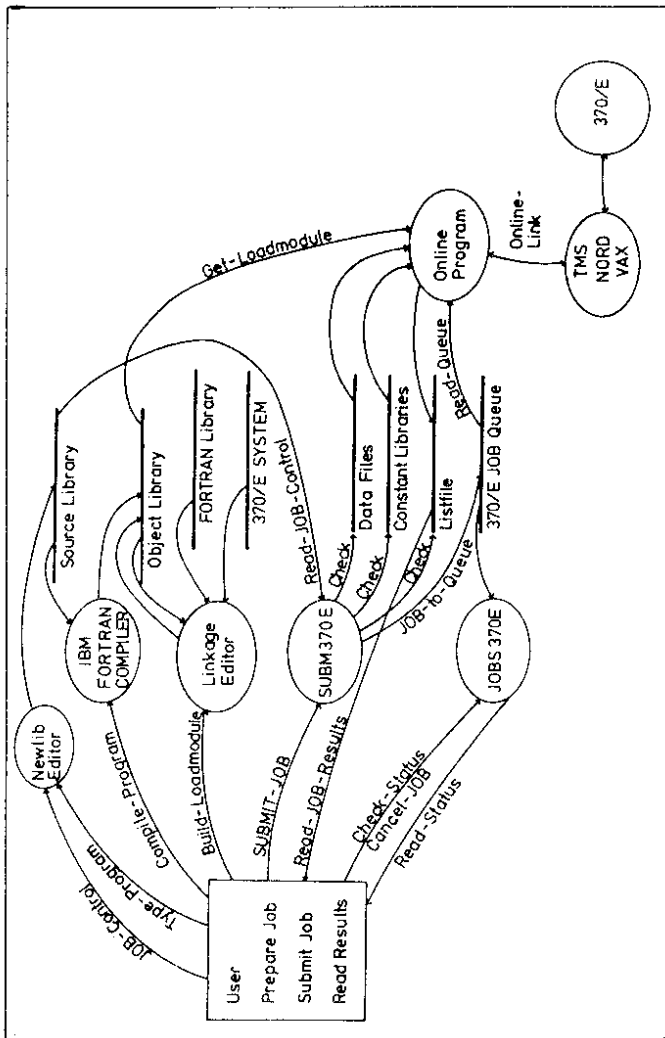 JOB-Control
Type-Program
Newlib
Editor
Compile-Program
IBM
FORTRAN
COMPILER
Source Library
Build-Loadmodule
Linkage
Editor
Object Library
FORTRAN Library
370/E SYSTEM
Get-Loadmodule
User
Prepare Job
Submit Job
Read Results
SUBMIT-JOB
SUBM370E
Read-JOB-Control
Check
Data Files
Check
Constant Libraries
Check
Listfile
JOB-to-Queue
370/E JOB Queue
Read-Queue
Online
Program
Online-
Link
TMS
NORD
VAX
370/E
Read-JOB-Results
Check-Status
Cancel-JOB
Read-Status
JOBS370E